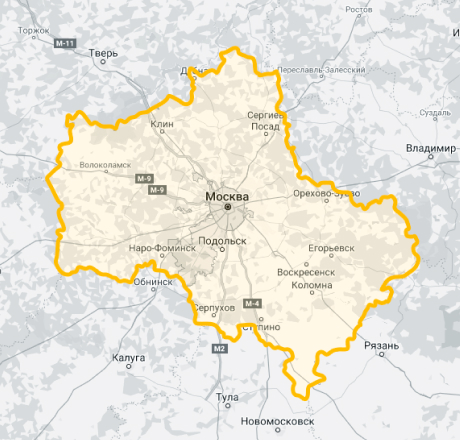 Торжок
Ростов
М-11
Тверь
Переславль-Залесский
Сергиев
Посад
Клин
Суздаль
Владимир
Волоколамск
М-9
М-9
Москва
Орехово-Зуево
Подольск
Наро-Фоминск
Егорьевск
Воскресенск
Коломна
Обнинск
Серпухов
М-4
Ступино
М2
Рязань
Калуга
Тула
Новомосковск